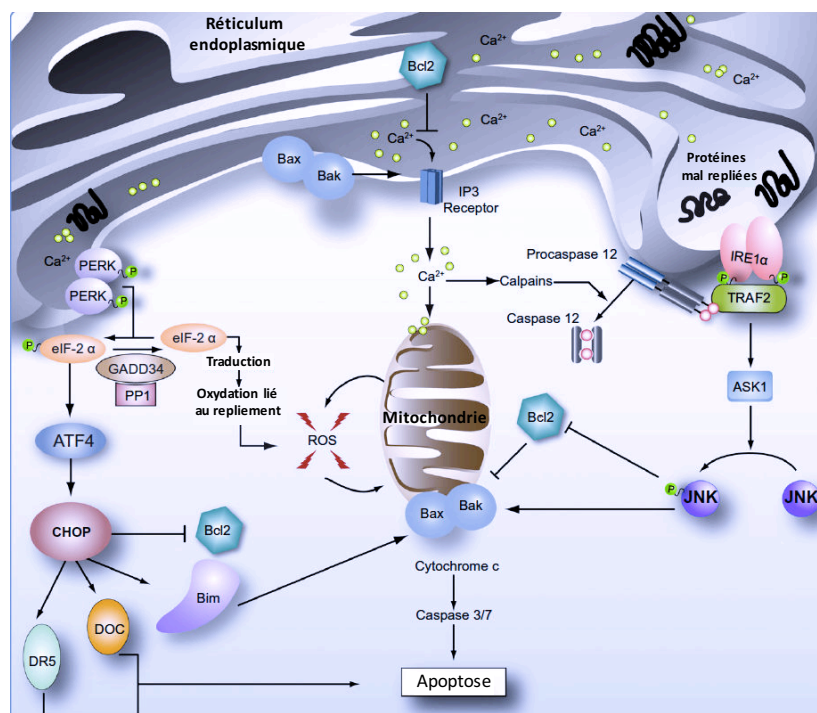 Réticulum
endoplasmique
Bcl2
Ca²⁺
Ca²⁺
Ca²⁺
Ca²⁺
Ca²⁺
Bax
Bak
IP3
Receptor
Protéines
mal repliées
Ca²⁺
PERK
P
PERK
P
Ca²⁺
Calpains
Procaspase 12
Caspase 12
IRE1α
P
P
TRAF2
P
eIF-2 α
eIF-2 α
GADD34
PP1
Traduction
Oxydation lié
au repliement
ROS
Mitochondrie
Bcl2
ASK1
ATF4
P
JNK
JNK
CHOP
Bcl2
Bax
Bak
Bim
Cytochrome c
Caspase 3/7
DOC
DR5
Apoptose